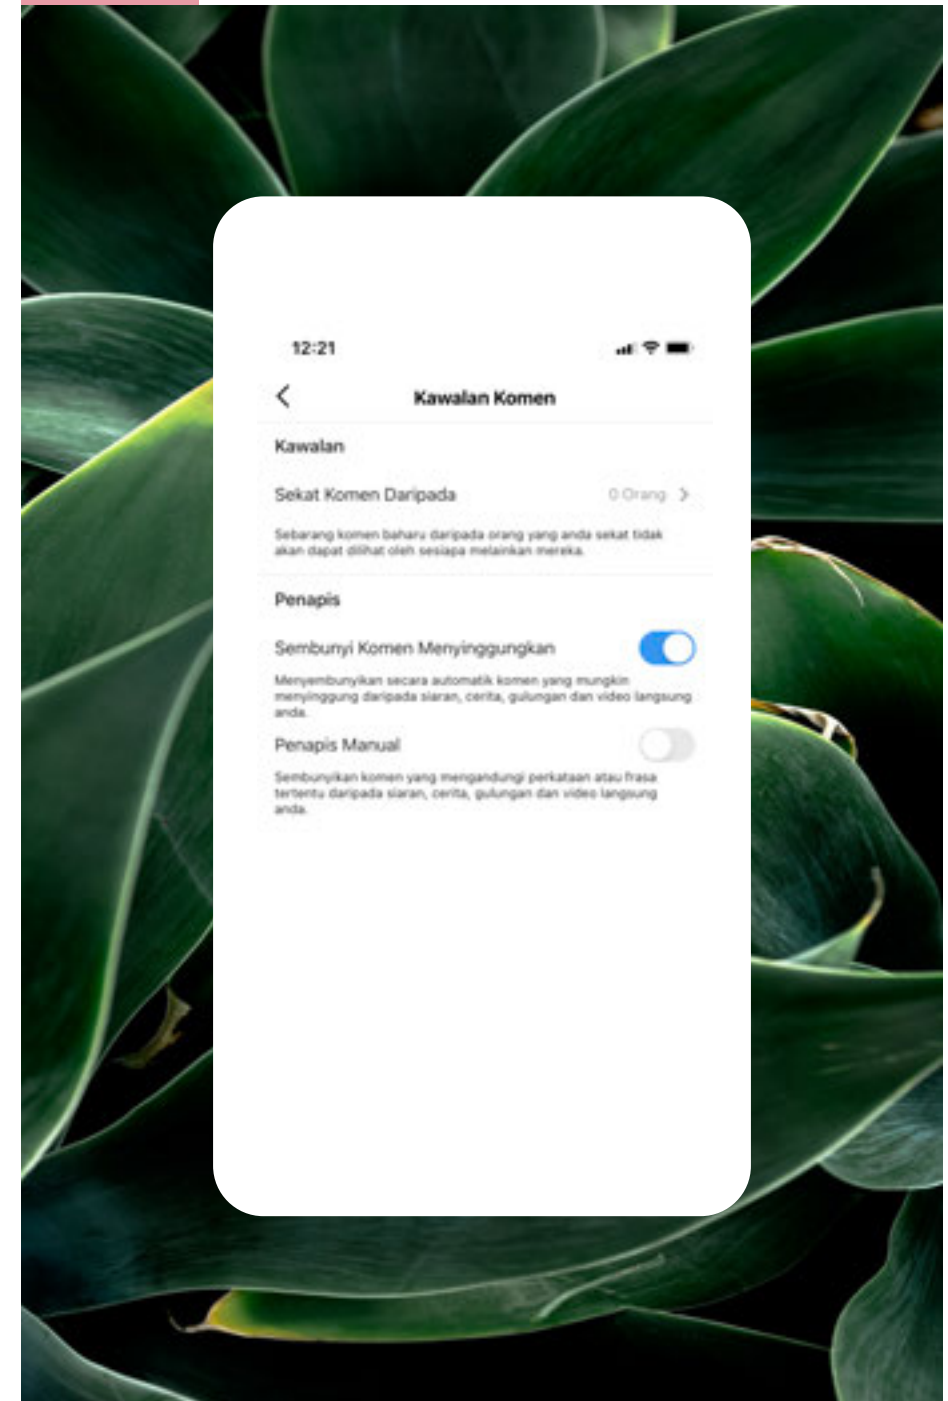 12:21
Kawalan Komen
Kawalan
Sekat Komen Daripada 0 Orang
Sebarang komen baharu daripada orang yang anda sekat tidak
akan dapat dilihat oleh sesiapa melainkan mereka.
Penapis
Sembunyi Komen Menyinggungkan
Menyembunyikan secara automatik komen yang mungkin
menyinggung daripada siaran, cerita, gulungan dan video langsung
anda.
Penapis Manual
Sembunyikan komen yang mengandungi perkataan atau frasa
tertentu daripada siaran, cerita, gulungan dan video langsung
anda.